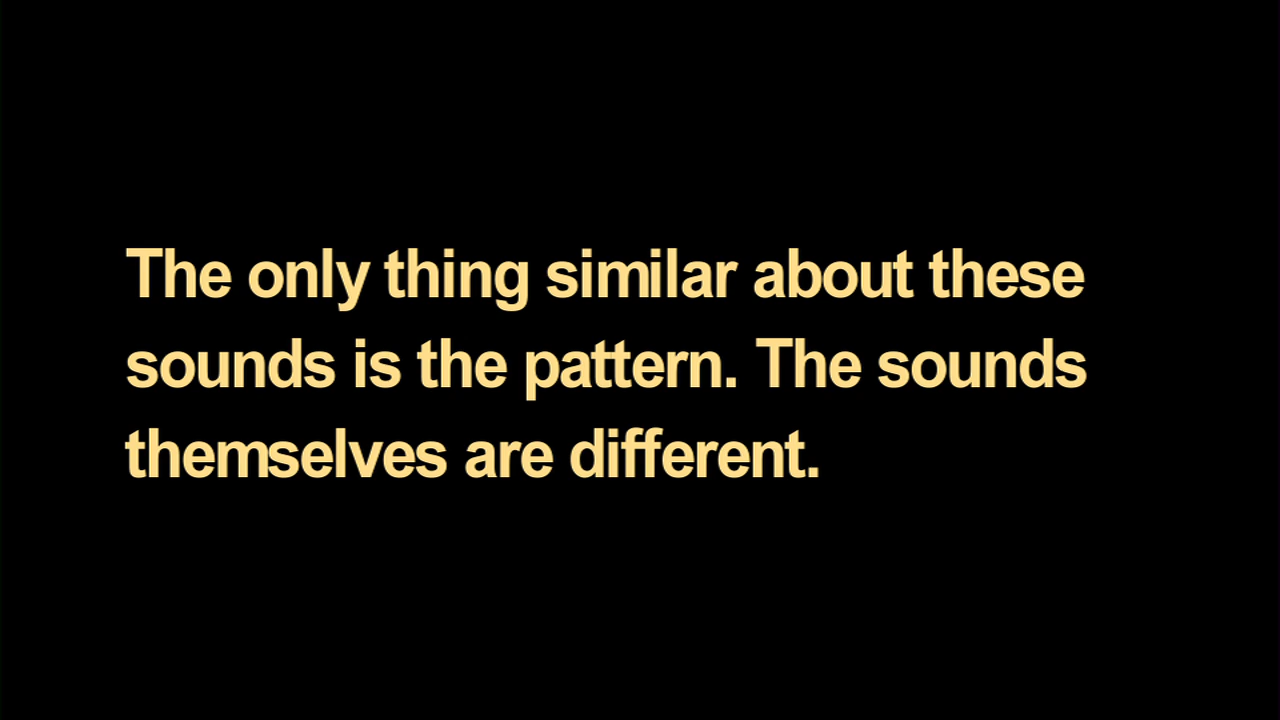 The only thing similar about these
sounds is the pattern. The sounds
themselves are different.